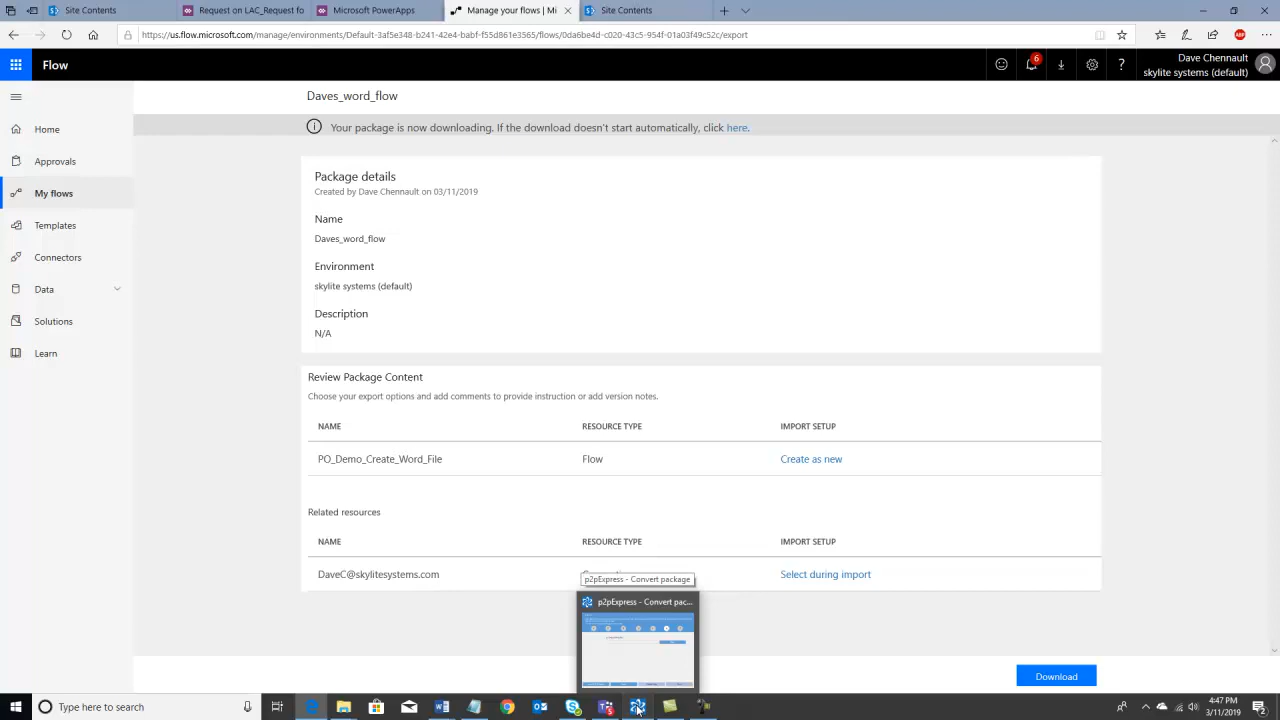 Site Contents
Request on LAC_Request fo
Microsoft PowerApps
Manage your flows | Mi
Site Contents
https://us.flow.microsoft.com/manage/environments/Default-3af5e348-b241-42e4-babf-f55d861e3565/flows/0da6be4d-c020-43c5-954f-01a03f49c52c/export
ABP
Flow
6
?
Dave Chennault
skylite systems (default)
Home
Approvals
My flows
Templates
Connectors
Data
Solutions
Learn
Daves_word_flow
Your package is now downloading. If the download doesn't start automatically, click here.
Package details
Created by Dave Chennault on 03/11/2019
Name
Daves_word_flow
Environment
skylite systems (default)
Description
N/A
Review Package Content
Choose your export options and add comments to provide instruction or add version notes.
NAME RESOURCE TYPE IMPORT SETUP
PO_Demo_Create_Word_File Flow Create as new
Related resources
NAME RESOURCE TYPE IMPORT SETUP
DaveC@skylitesystems.com Select during import
p2pExpress - Convert package
p2pExpress - Convert pac...
Download
Type here to search
4:47 PM
3/11/2019
2